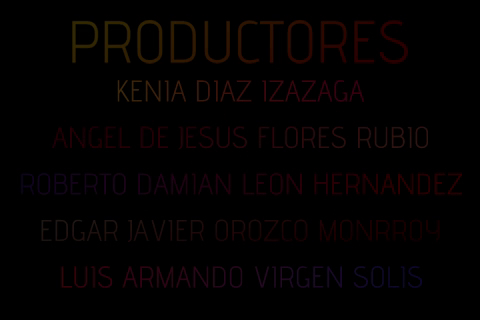 PRODUCTORES
KENIA DIAZ IZAZAGA
ANGEL DE JESUS FLORES RUBIO
ROBERTO DAMIAN LEON HERNANDEZ
EDGAR JAVIER OROZCO MONRROY
LUIS ARMANDO VIRGEN SOLIS